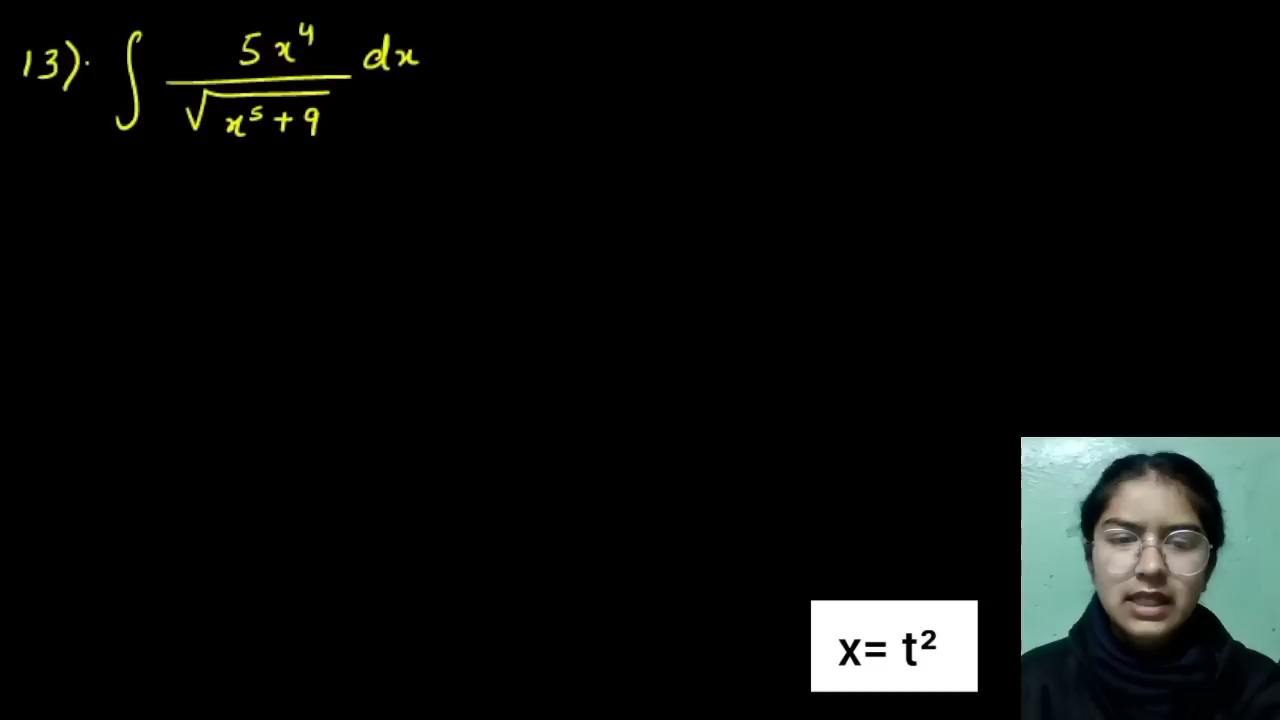 13). ∫ 5x⁴ / √(x⁵ + 9) dx
x= t²